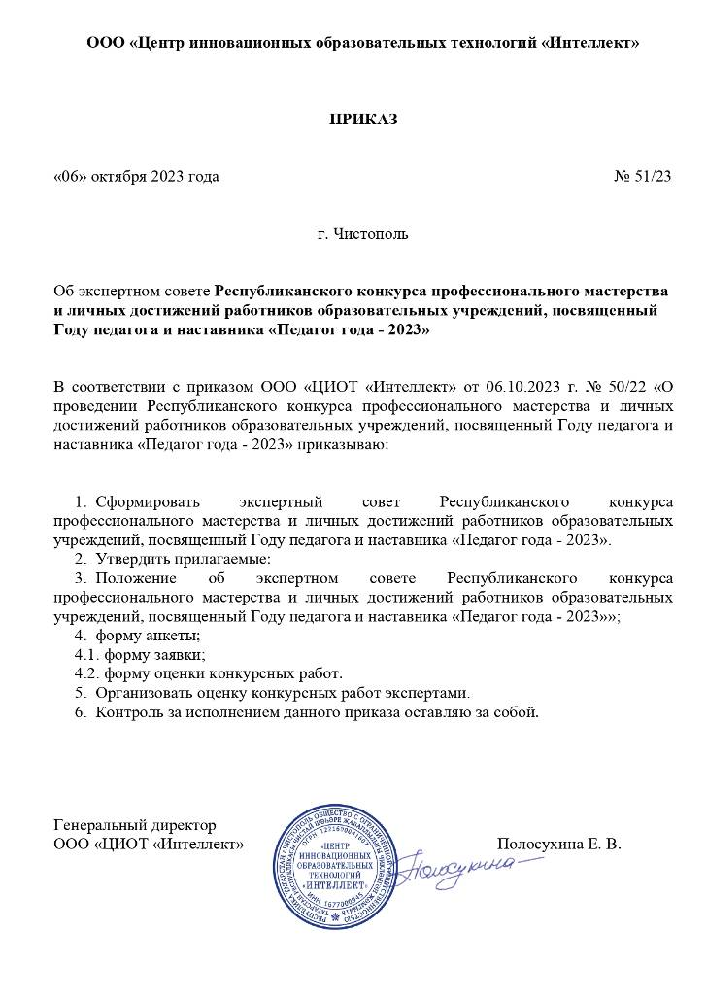 ООО «Центр инновационных образовательных технологий «Интеллект»
ПРИКАЗ
«06» октября 2023 года № 51/23
г. Чистополь
Об экспертном совете Республиканского конкурса профессионального мастерства
и личных достижений работников образовательных учреждений, посвященный
Году педагога и наставника «Педагог года - 2023»
В соответствии с приказом ООО «ЦИОТ «Интеллект» от 06.10.2023 г. № 50/22 «О
проведении Республиканского конкурса профессионального мастерства и личных
достижений работников образовательных учреждений, посвященный Году педагога и
наставника «Педагог года - 2023» приказываю:
1. Сформировать экспертный совет Республиканского конкурса
профессионального мастерства и личных достижений работников образовательных
учреждений, посвященный Году педагога и наставника «Педагог года - 2023».
2. Утвердить прилагаемые:
3. Положение об экспертном совете Республиканского конкурса
профессионального мастерства и личных достижений работников образовательных
учреждений, посвященный Году педагога и наставника «Педагог года - 2023»»;
4. форму анкеты;
4.1. форму заявки;
4.2. форму оценки конкурсных работ.
5. Организовать оценку конкурсных работ экспертами.
6. Контроль за исполнением данного приказа оставляю за собой.
Генеральный директор
ООО «ЦИОТ «Интеллект» Полосухина Е. В.
РЕСПУБЛИКА ТАТАРСТАН г. ЧИСТОПОЛЬ ОБЩЕСТВО С ОГРАНИЧЕННОЙ ОТВЕТСТВЕННОСТЬЮ
«ЦЕНТР
ИННОВАЦИОННЫХ
ОБРАЗОВАТЕЛЬНЫХ
ТЕХНОЛОГИЙ
«ИНТЕЛЛЕКТ»
Полосухина